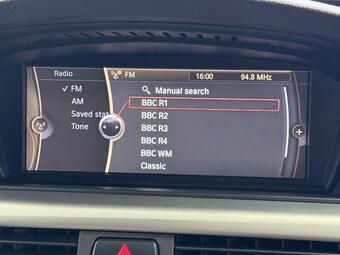 Radio
FM
16:00
94.8 MHz
✓ FM
AM
Saved stat
Tone
Manual search
BBC R1
BBC R2
BBC R3
BBC R4
BBC WM
Classic